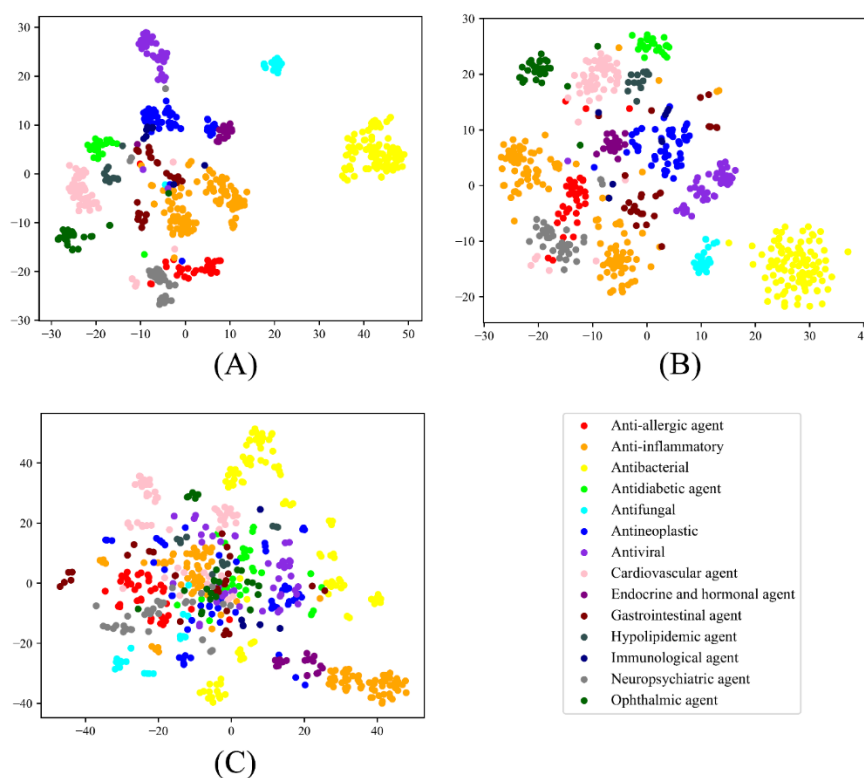 30
20
10
0
−10
−20
−30
−30 −20 −10 0 10 20 30 40 50
(A)
30
20
10
0
−10
−20
−30 −20 −10 0 10 20 30 40
(B)
40
20
0
−20
−40
−40 −20 0 20 40
(C)
Anti-allergic agent
Anti-inflammatory
Antibacterial
Antidiabetic agent
Antifungal
Antineoplastic
Antiviral
Cardiovascular agent
Endocrine and hormonal agent
Gastrointestinal agent
Hypolipidemic agent
Immunological agent
Neuropsychiatric agent
Ophthalmic agent